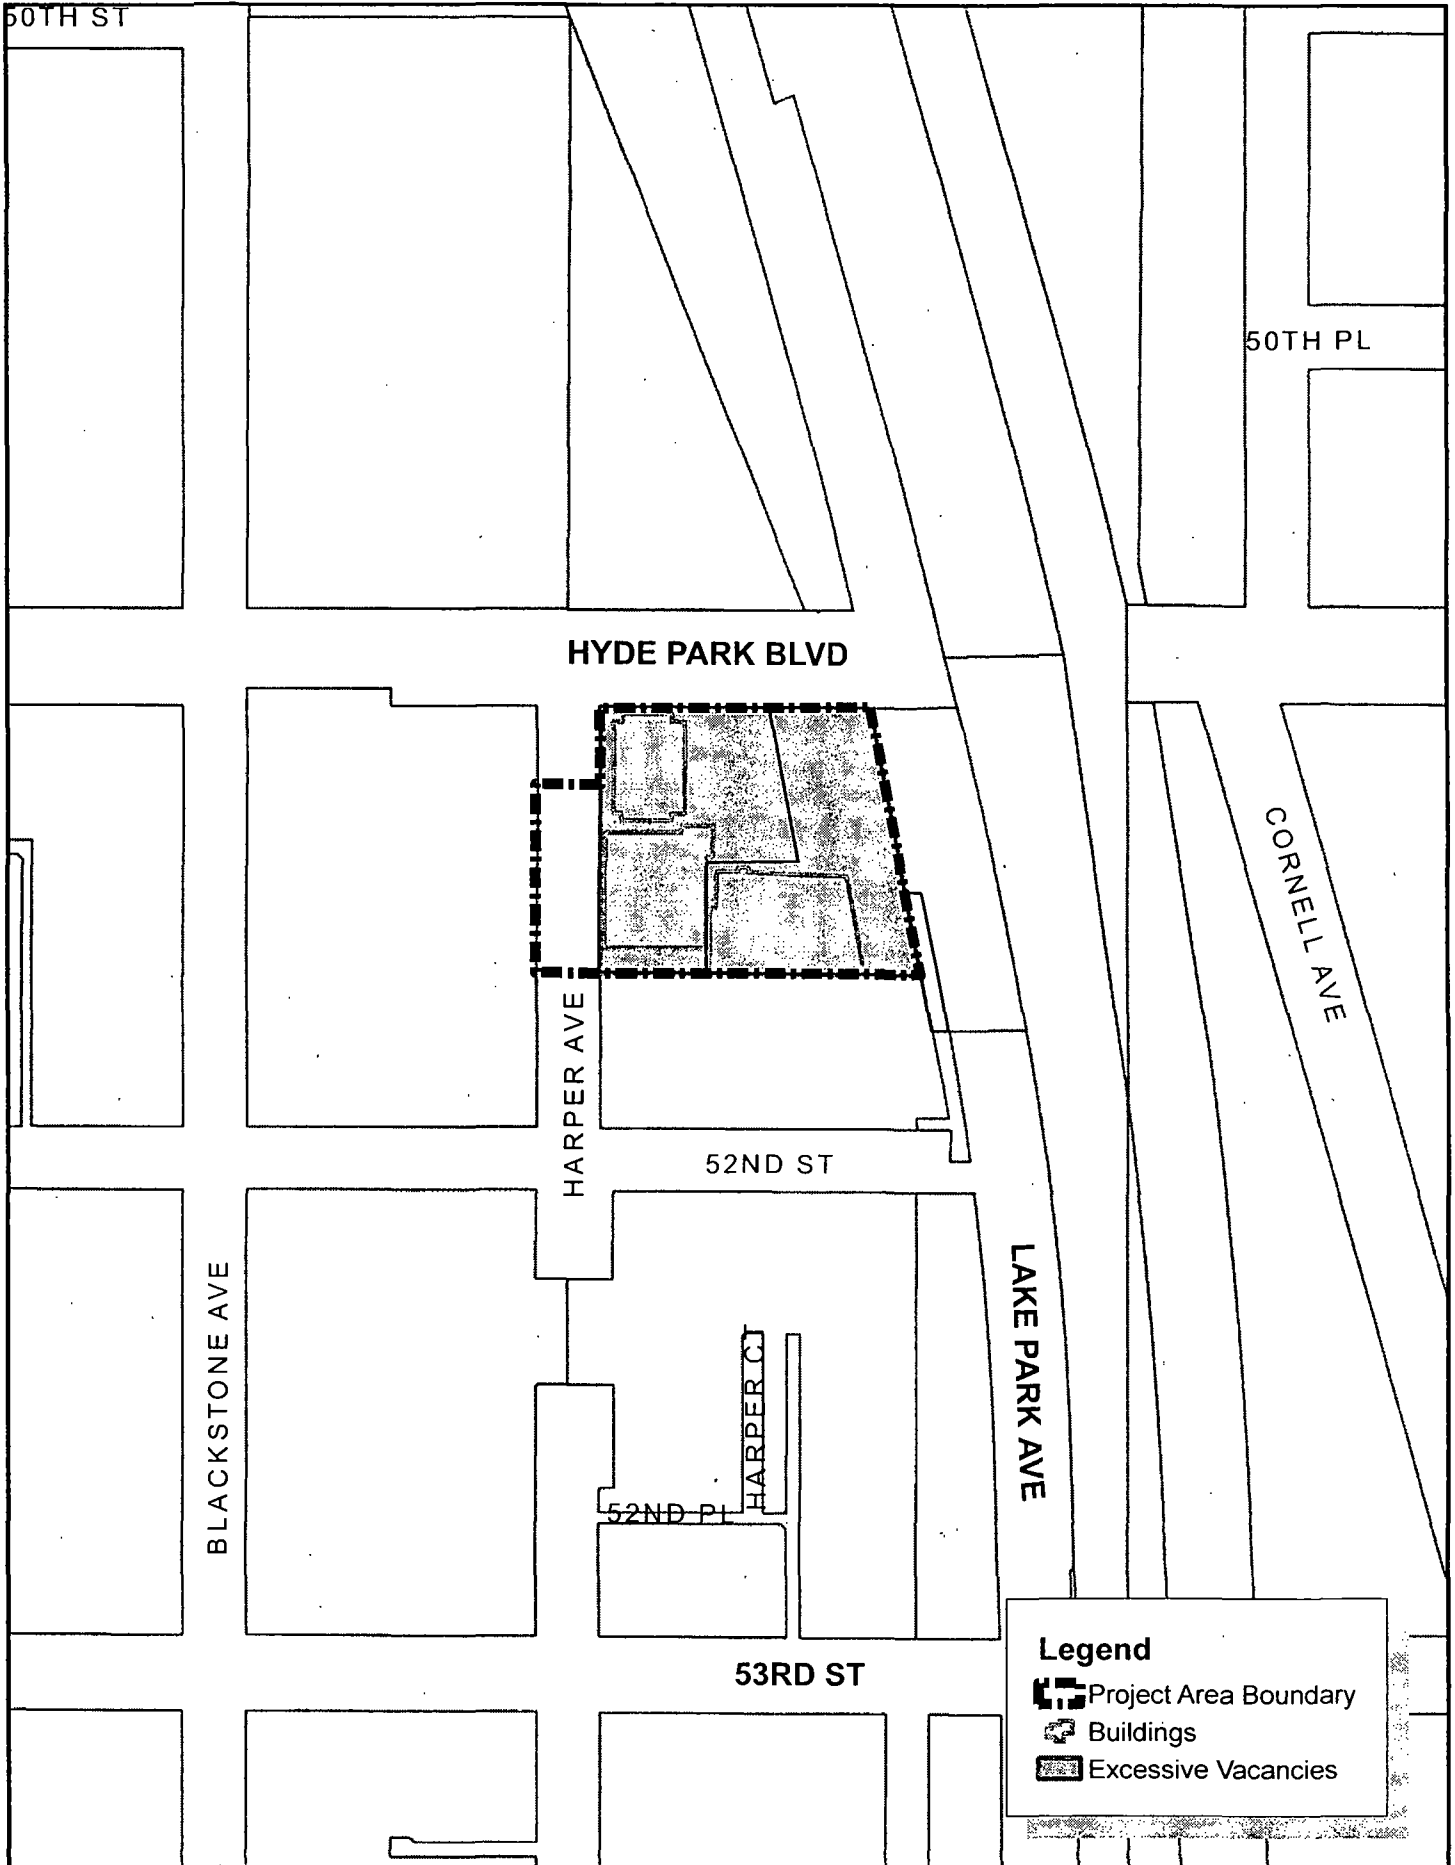 50TH ST
50TH PL
HYDE PARK BLVD
CORNELL AVE
HARPER AVE
52ND ST
LAKE PARK AVE
BLACKSTONE AVE
HARPER CT
52ND PL
53RD ST
Legend
Project Area Boundary
Buildings
Excessive Vacancies